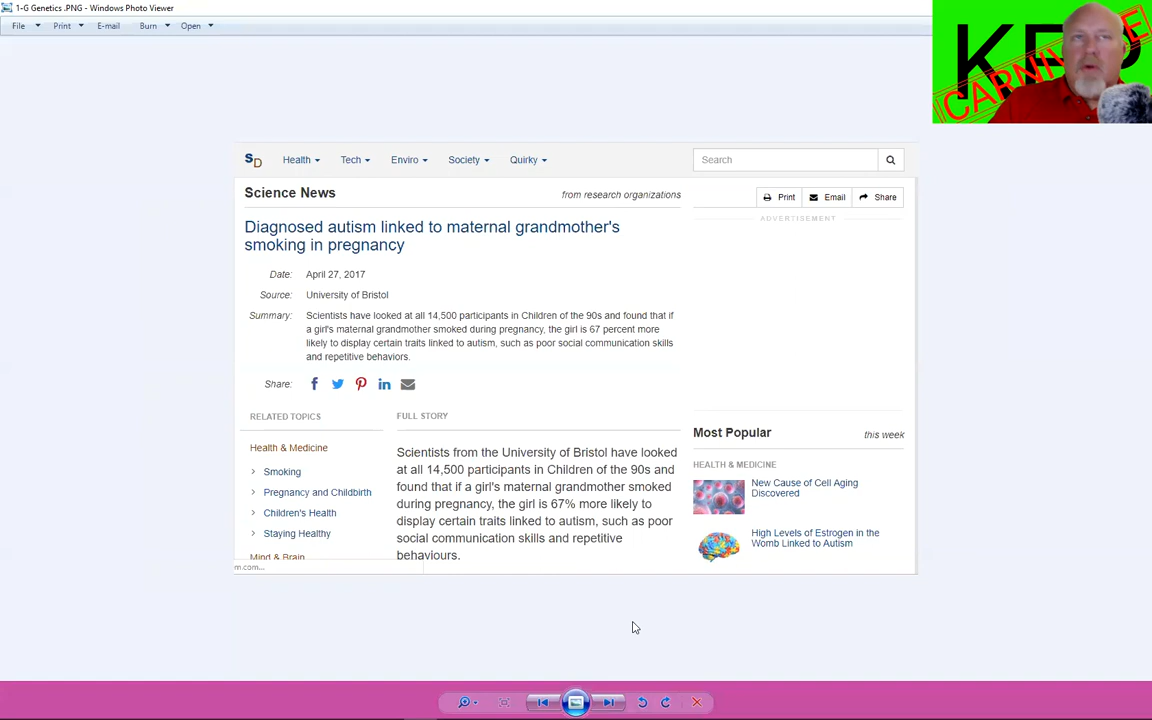 1-G Genetics .PNG - Windows Photo Viewer
File Print E-mail Burn Open
CARNIVORE
SD Health Tech Enviro Society Quirky Search
Science News from research organizations
Print Email Share
ADVERTISEMENT
Diagnosed autism linked to maternal grandmother's
smoking in pregnancy
Date: April 27, 2017
Source: University of Bristol
Summary: Scientists have looked at all 14,500 participants in Children of the 90s and found that if
a girl's maternal grandmother smoked during pregnancy, the girl is 67 percent more
likely to display certain traits linked to autism, such as poor social communication skills
and repetitive behaviors.
Share:
RELATED TOPICS
Health & Medicine
Smoking
Pregnancy and Childbirth
Children's Health
Staying Healthy
Mind & Brain
m.com...
FULL STORY
Scientists from the University of Bristol have looked
at all 14,500 participants in Children of the 90s and
found that if a girl's maternal grandmother smoked
during pregnancy, the girl is 67% more likely to
display certain traits linked to autism, such as poor
social communication skills and repetitive
behaviours.
Most Popular this week
HEALTH & MEDICINE
New Cause of Cell Aging
Discovered
High Levels of Estrogen in the
Womb Linked to Autism